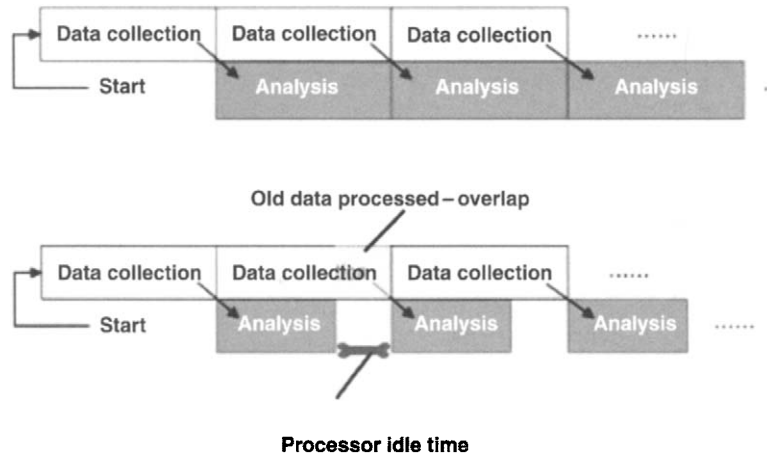 Data collection Data collection Data collection ......
Start Analysis Analysis Analysis
Old data processed – overlap
Data collection Data collection Data collection ......
Start Analysis Analysis Analysis ......
Processor idle time